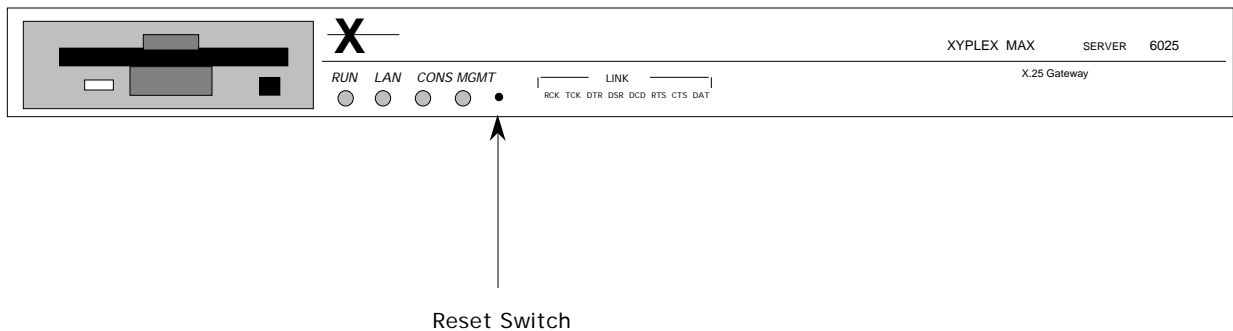 X
XYPLEX MAX SERVER 6025
X.25 Gateway
RUN LAN CONS MGMT
LINK
RCK TCK DTR DSR DCD RTS CTS DAT
Reset Switch